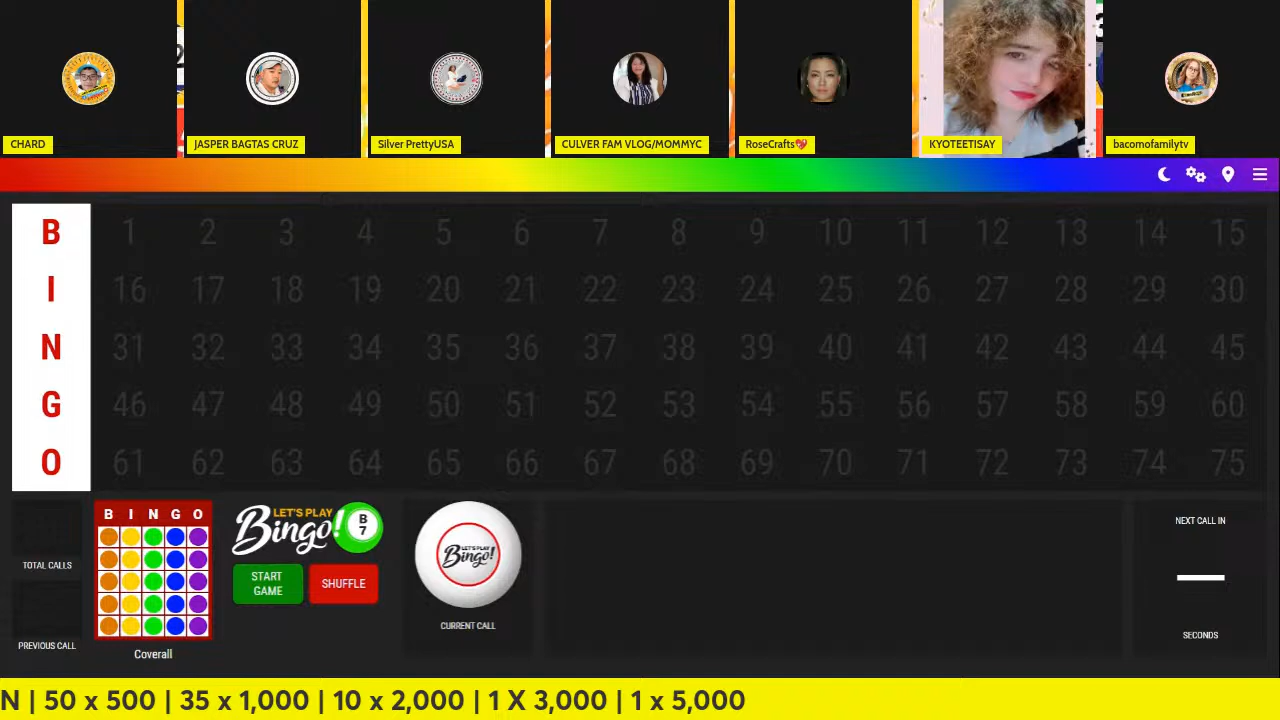 CHARD
JASPER BAGTAS CRUZ
Silver PrettyUSA
CULVER FAM VLOG/MOMMYC
RoseCrafts💖
KYOTEETISAY
bacomofamilytv
B 1 2 3 4 5 6 7 8 9 10 11 12 13 14 15
I 16 17 18 19 20 21 22 23 24 25 26 27 28 29 30
N 31 32 33 34 35 36 37 38 39 40 41 42 43 44 45
G 46 47 48 49 50 51 52 53 54 55 56 57 58 59 60
O 61 62 63 64 65 66 67 68 69 70 71 72 73 74 75
TOTAL CALLS
PREVIOUS CALL
B I N G O
Coverall
LET'S PLAY
Bingo!
B
7
START
GAME
SHUFFLE
LET'S PLAY
Bingo!
CURRENT CALL
NEXT CALL IN
SECONDS
N | 50 x 500 | 35 x 1,000 | 10 x 2,000 | 1 X 3,000 | 1 x 5,000